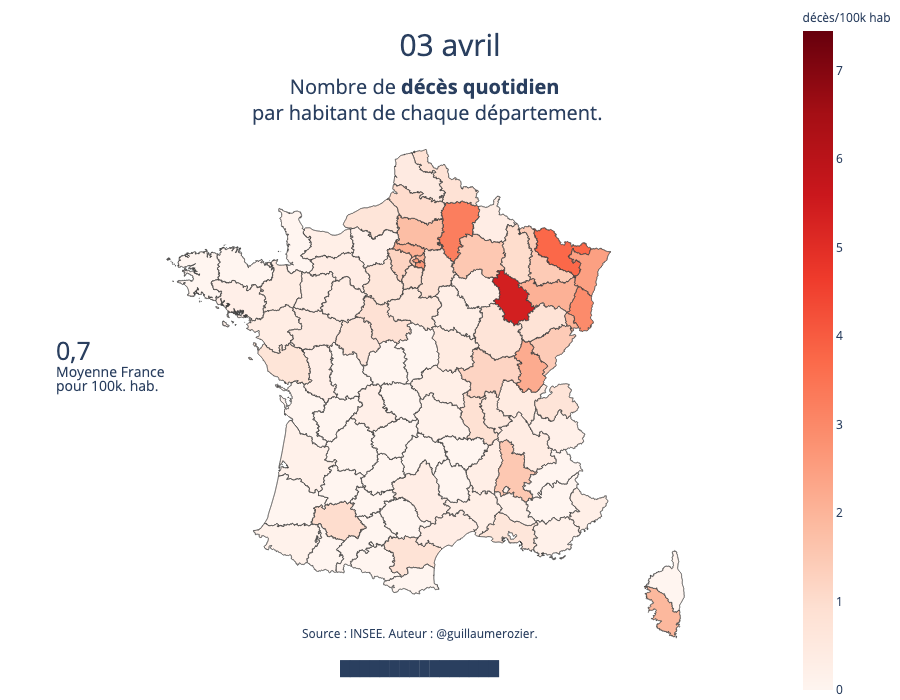 décès/100k hab
03 avril
Nombre de décès quotidien
par habitant de chaque département.
7
6
5
4
3
2
1
0
0,7
Moyenne France
pour 100k. hab.
Source : INSEE. Auteur : @guillaumerozier.